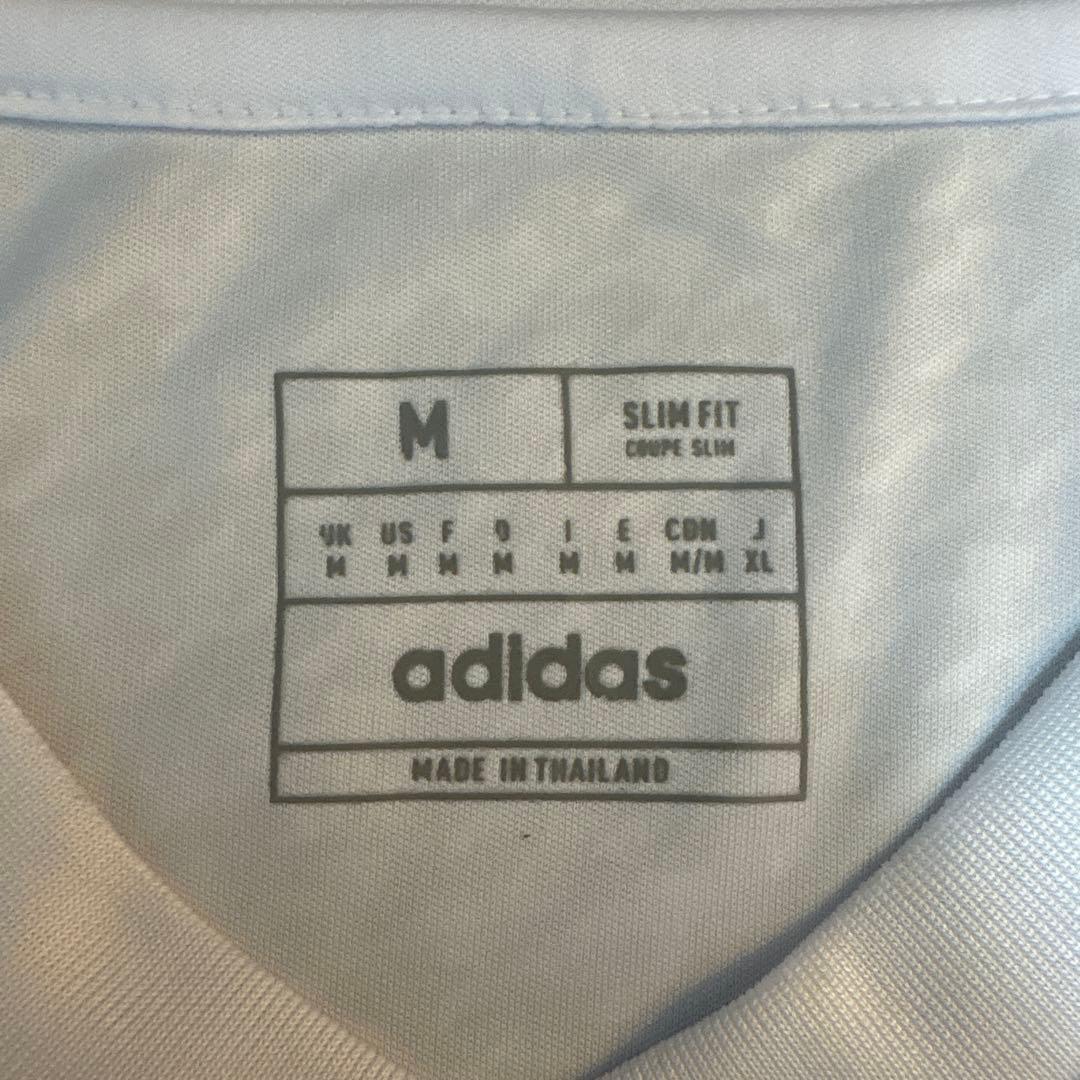 M
SLIM FIT
COUPE SLIM
UK US F D I E CDN J
M M M M M M M/M XL
adidas
MADE IN THAILAND